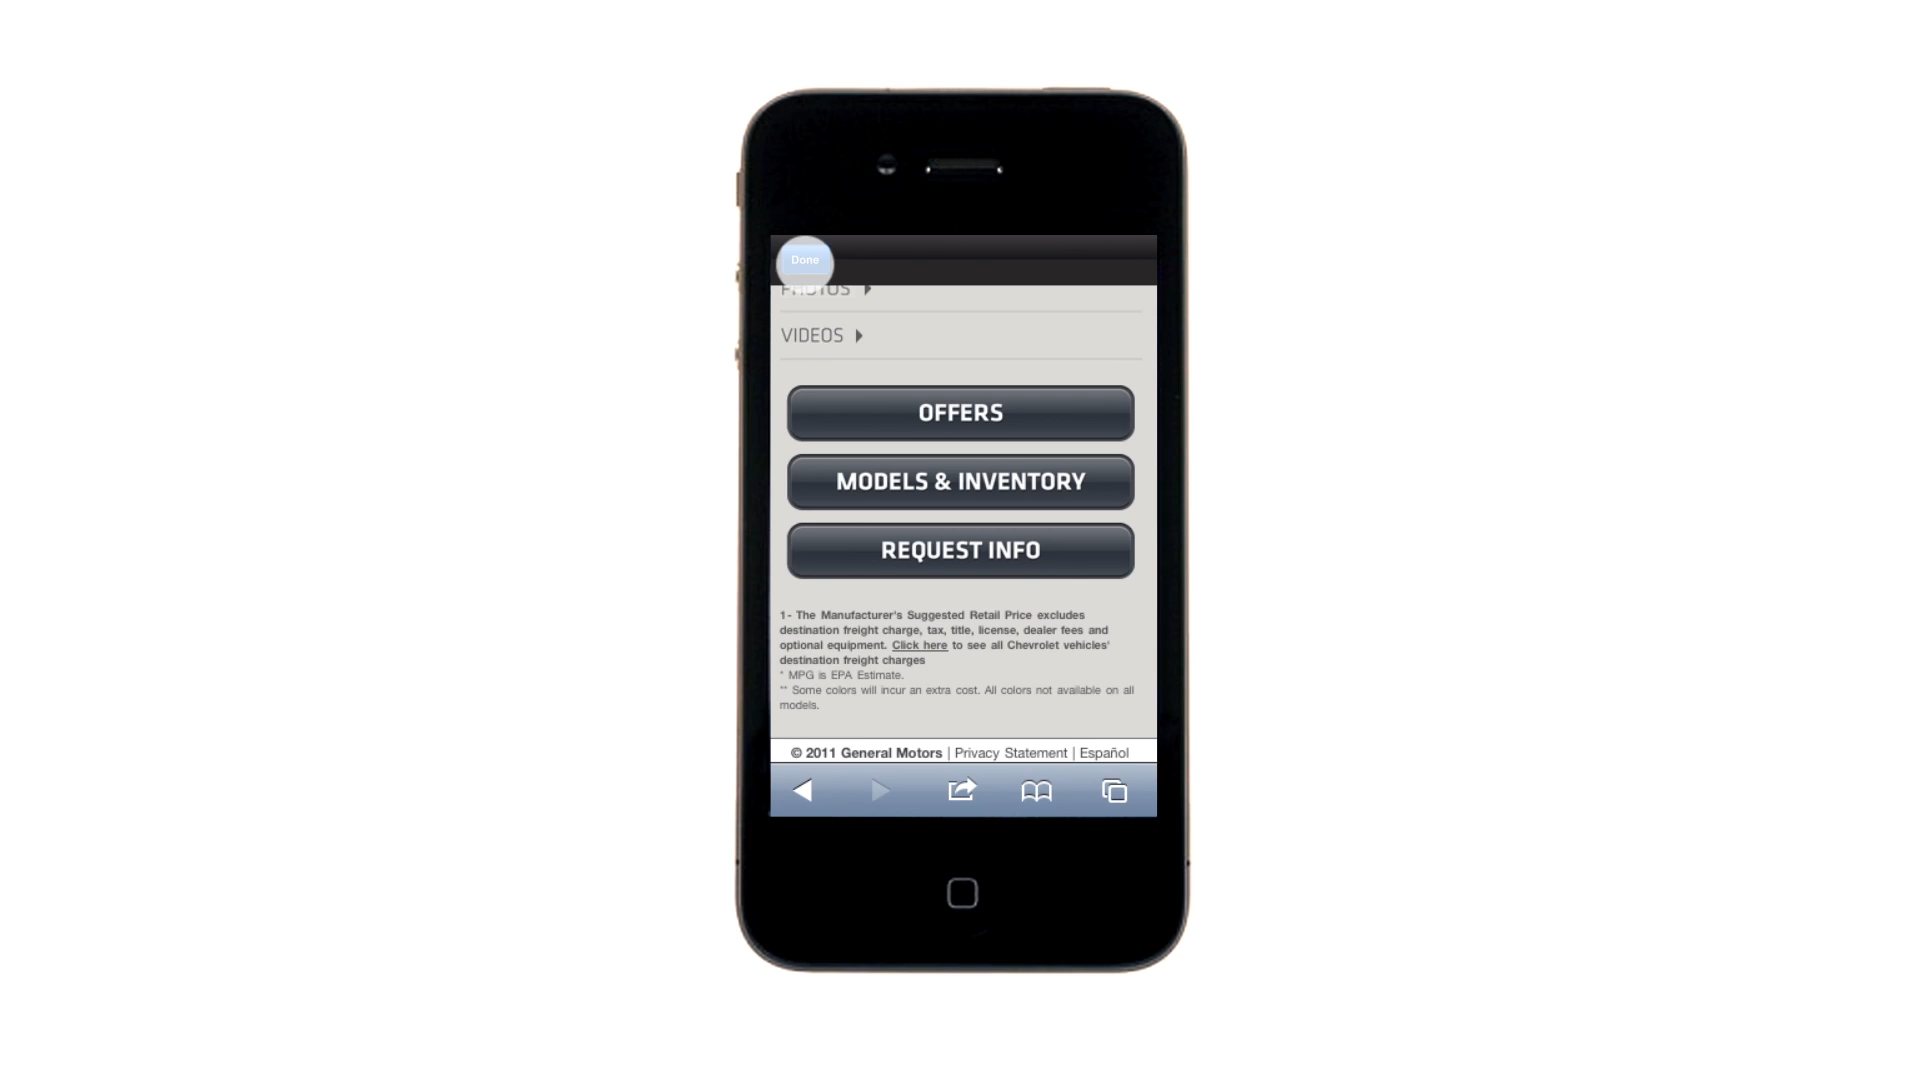 Done
PHOTOS
VIDEOS
OFFERS
MODELS & INVENTORY
REQUEST INFO
1- The Manufacturer's Suggested Retail Price excludes
destination freight charge, tax, title, license, dealer fees and
optional equipment. Click here to see all Chevrolet vehicles'
destination freight charges
* MPG is EPA Estimate.
** Some colors will incur an extra cost. All colors not available on all
models.
© 2011 General Motors | Privacy Statement | Español